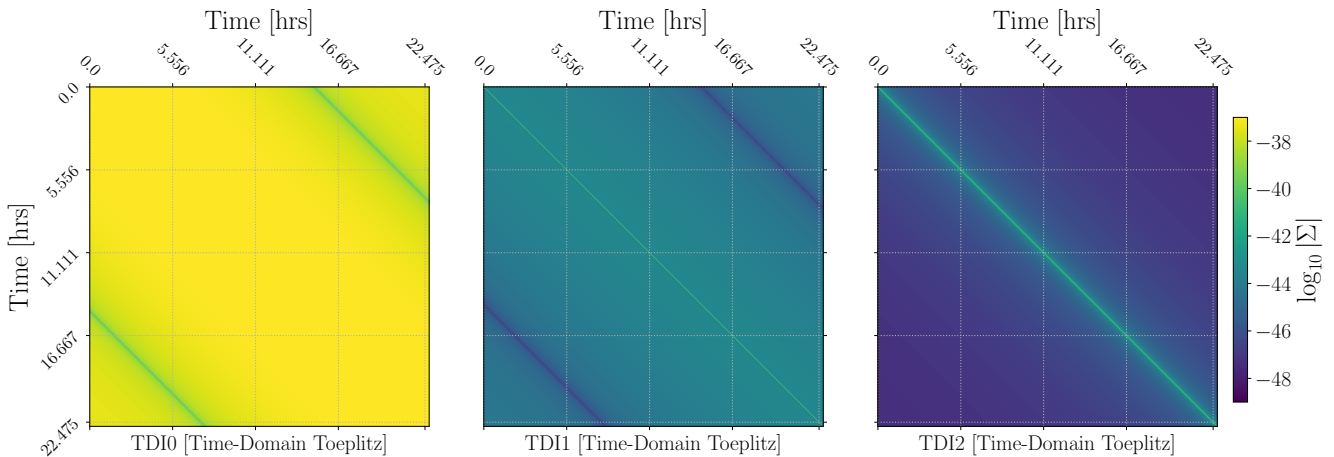 Time [hrs] Time [hrs] Time [hrs]
0.0 5.556 11.111 16.667 22.475 0.0 5.556 11.111 16.667 22.475 0.0 5.556 11.111 16.667 22.475
Time [hrs]
0.0
5.556
11.111
16.667
22.475
−38
−40
−42
−44
−46
−48
log₁₀ |Σ|
TDI0 [Time-Domain Toeplitz] TDI1 [Time-Domain Toeplitz] TDI2 [Time-Domain Toeplitz]